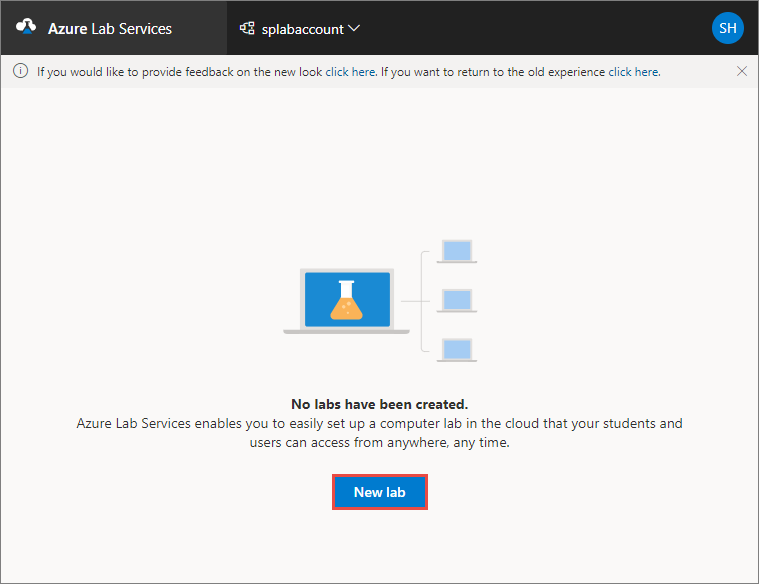 Azure Lab Services
splabaccount
SH
If you would like to provide feedback on the new look click here. If you want to return to the old experience click here.
No labs have been created.
Azure Lab Services enables you to easily set up a computer lab in the cloud that your students and
users can access from anywhere, any time.
New lab